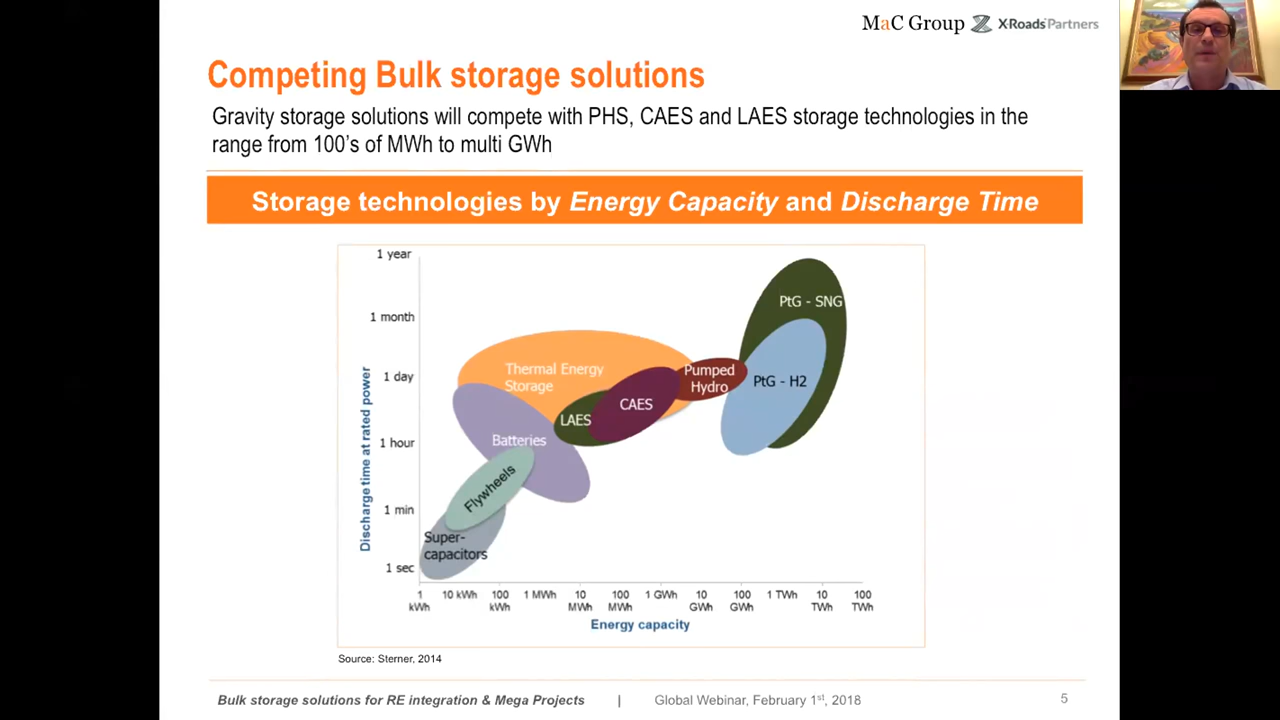 MaC Group XRoads Partners
Competing Bulk storage solutions
Gravity storage solutions will compete with PHS, CAES and LAES storage technologies in the
range from 100’s of MWh to multi GWh
Storage technologies by Energy Capacity and Discharge Time
1 year
1 month
1 day
1 hour
1 min
1 sec
Discharge time at rated power
PtG - SNG
Thermal Energy
Storage
Pumped
Hydro
PtG - H2
CAES
LAES
Batteries
Flywheels
Super-
capacitors
1
kWh
10 kWh
100
kWh
1 MWh
10
MWh
100
MWh
1 GWh
10
GWh
100
GWh
1 TWh
10
TWh
100
TWh
Energy capacity
Source: Sterner, 2014
Bulk storage solutions for RE integration & Mega Projects | Global Webinar, February 1st, 2018 5